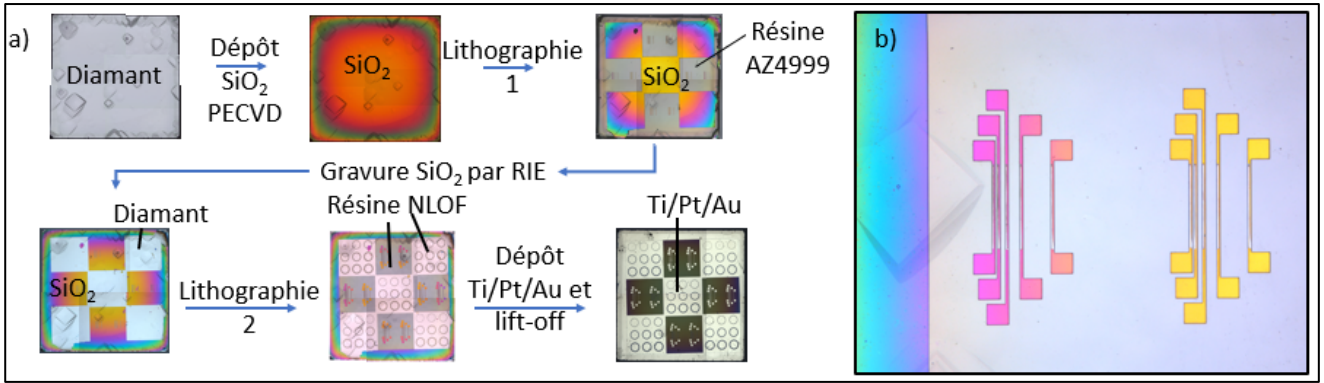 a)
Diamant
Dépôt
SiO₂
PECVD
SiO₂
Lithographie
1
SiO₂
Résine
AZ4999
Gravure SiO₂ par RIE
Diamant
SiO₂
Lithographie
2
Résine NLOF
Dépôt
Ti/Pt/Au et
lift-off
Ti/Pt/Au
b)